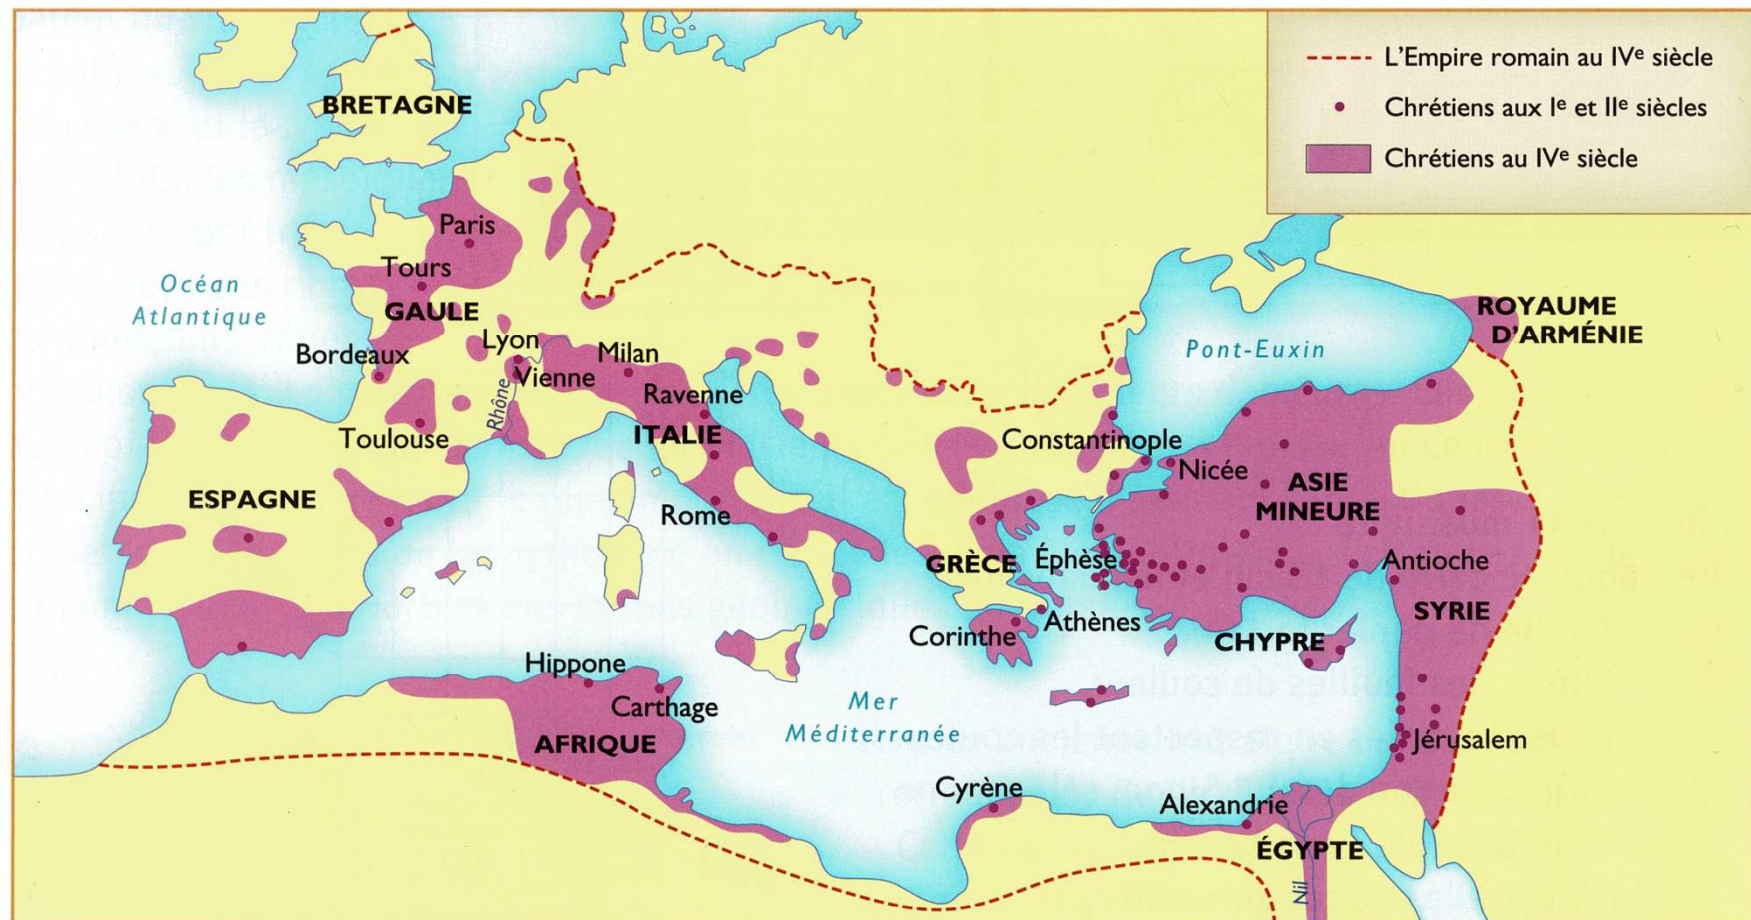 L'Empire romain au IVe siècle
Chrétiens aux Ie et IIe siècles
Chrétiens au IVe siècle
BRETAGNE
Paris
Tours
GAULE
Océan
Atlantique
Bordeaux
Lyon
Vienne
Rhône
Milan
Ravenne
ITALIE
Toulouse
ESPAGNE
Rome
Pont-Euxin
ROYAUME
D'ARMÉNIE
Constantinople
Nicée
ASIE
MINEURE
GRÈCE
Éphèse
Antioche
SYRIE
Corinthe
Athènes
CHYPRE
Hippone
Carthage
AFRIQUE
Mer
Méditerranée
Jérusalem
Cyrène
Alexandrie
ÉGYPTE
Nil